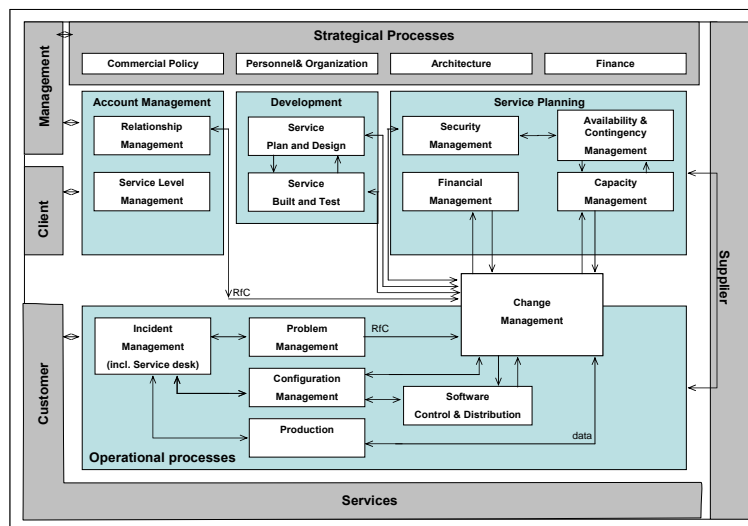 Strategical Processes
Commercial Policy
Personnel& Organization
Architecture
Finance
Management
Account Management
Relationship
Management
Service Level
Management
Development
Service
Plan and Design
Service
Built and Test
Service Planning
Security
Management
Availability &
Contingency
Management
Financial
Management
Capacity
Management
Client
Supplier
RfC
Change
Management
Customer
Incident
Management
(incl. Service desk)
Problem
Management
RfC
Configuration
Management
Software
Control & Distribution
Production
data
Operational processes
Services